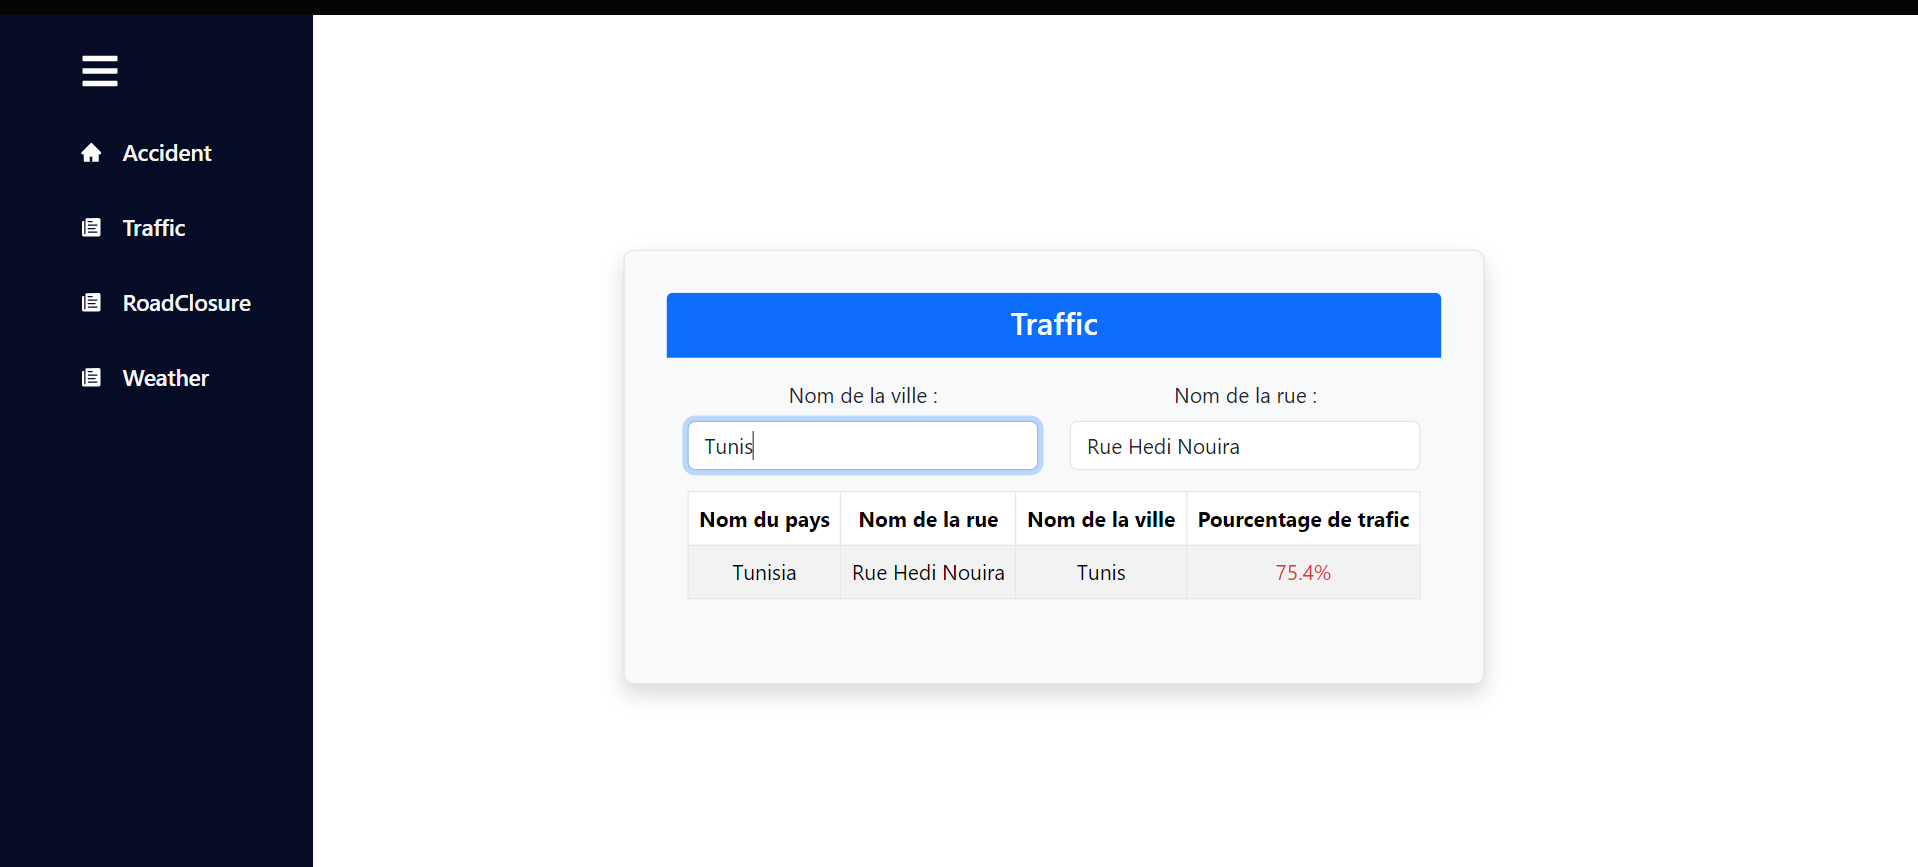 Accident
Traffic
RoadClosure
Weather
Traffic
Nom de la ville :
Nom de la rue :
Tunis
Rue Hedi Nouira
Nom du pays Nom de la rue Nom de la ville Pourcentage de trafic
Tunisia Rue Hedi Nouira Tunis 75.4%